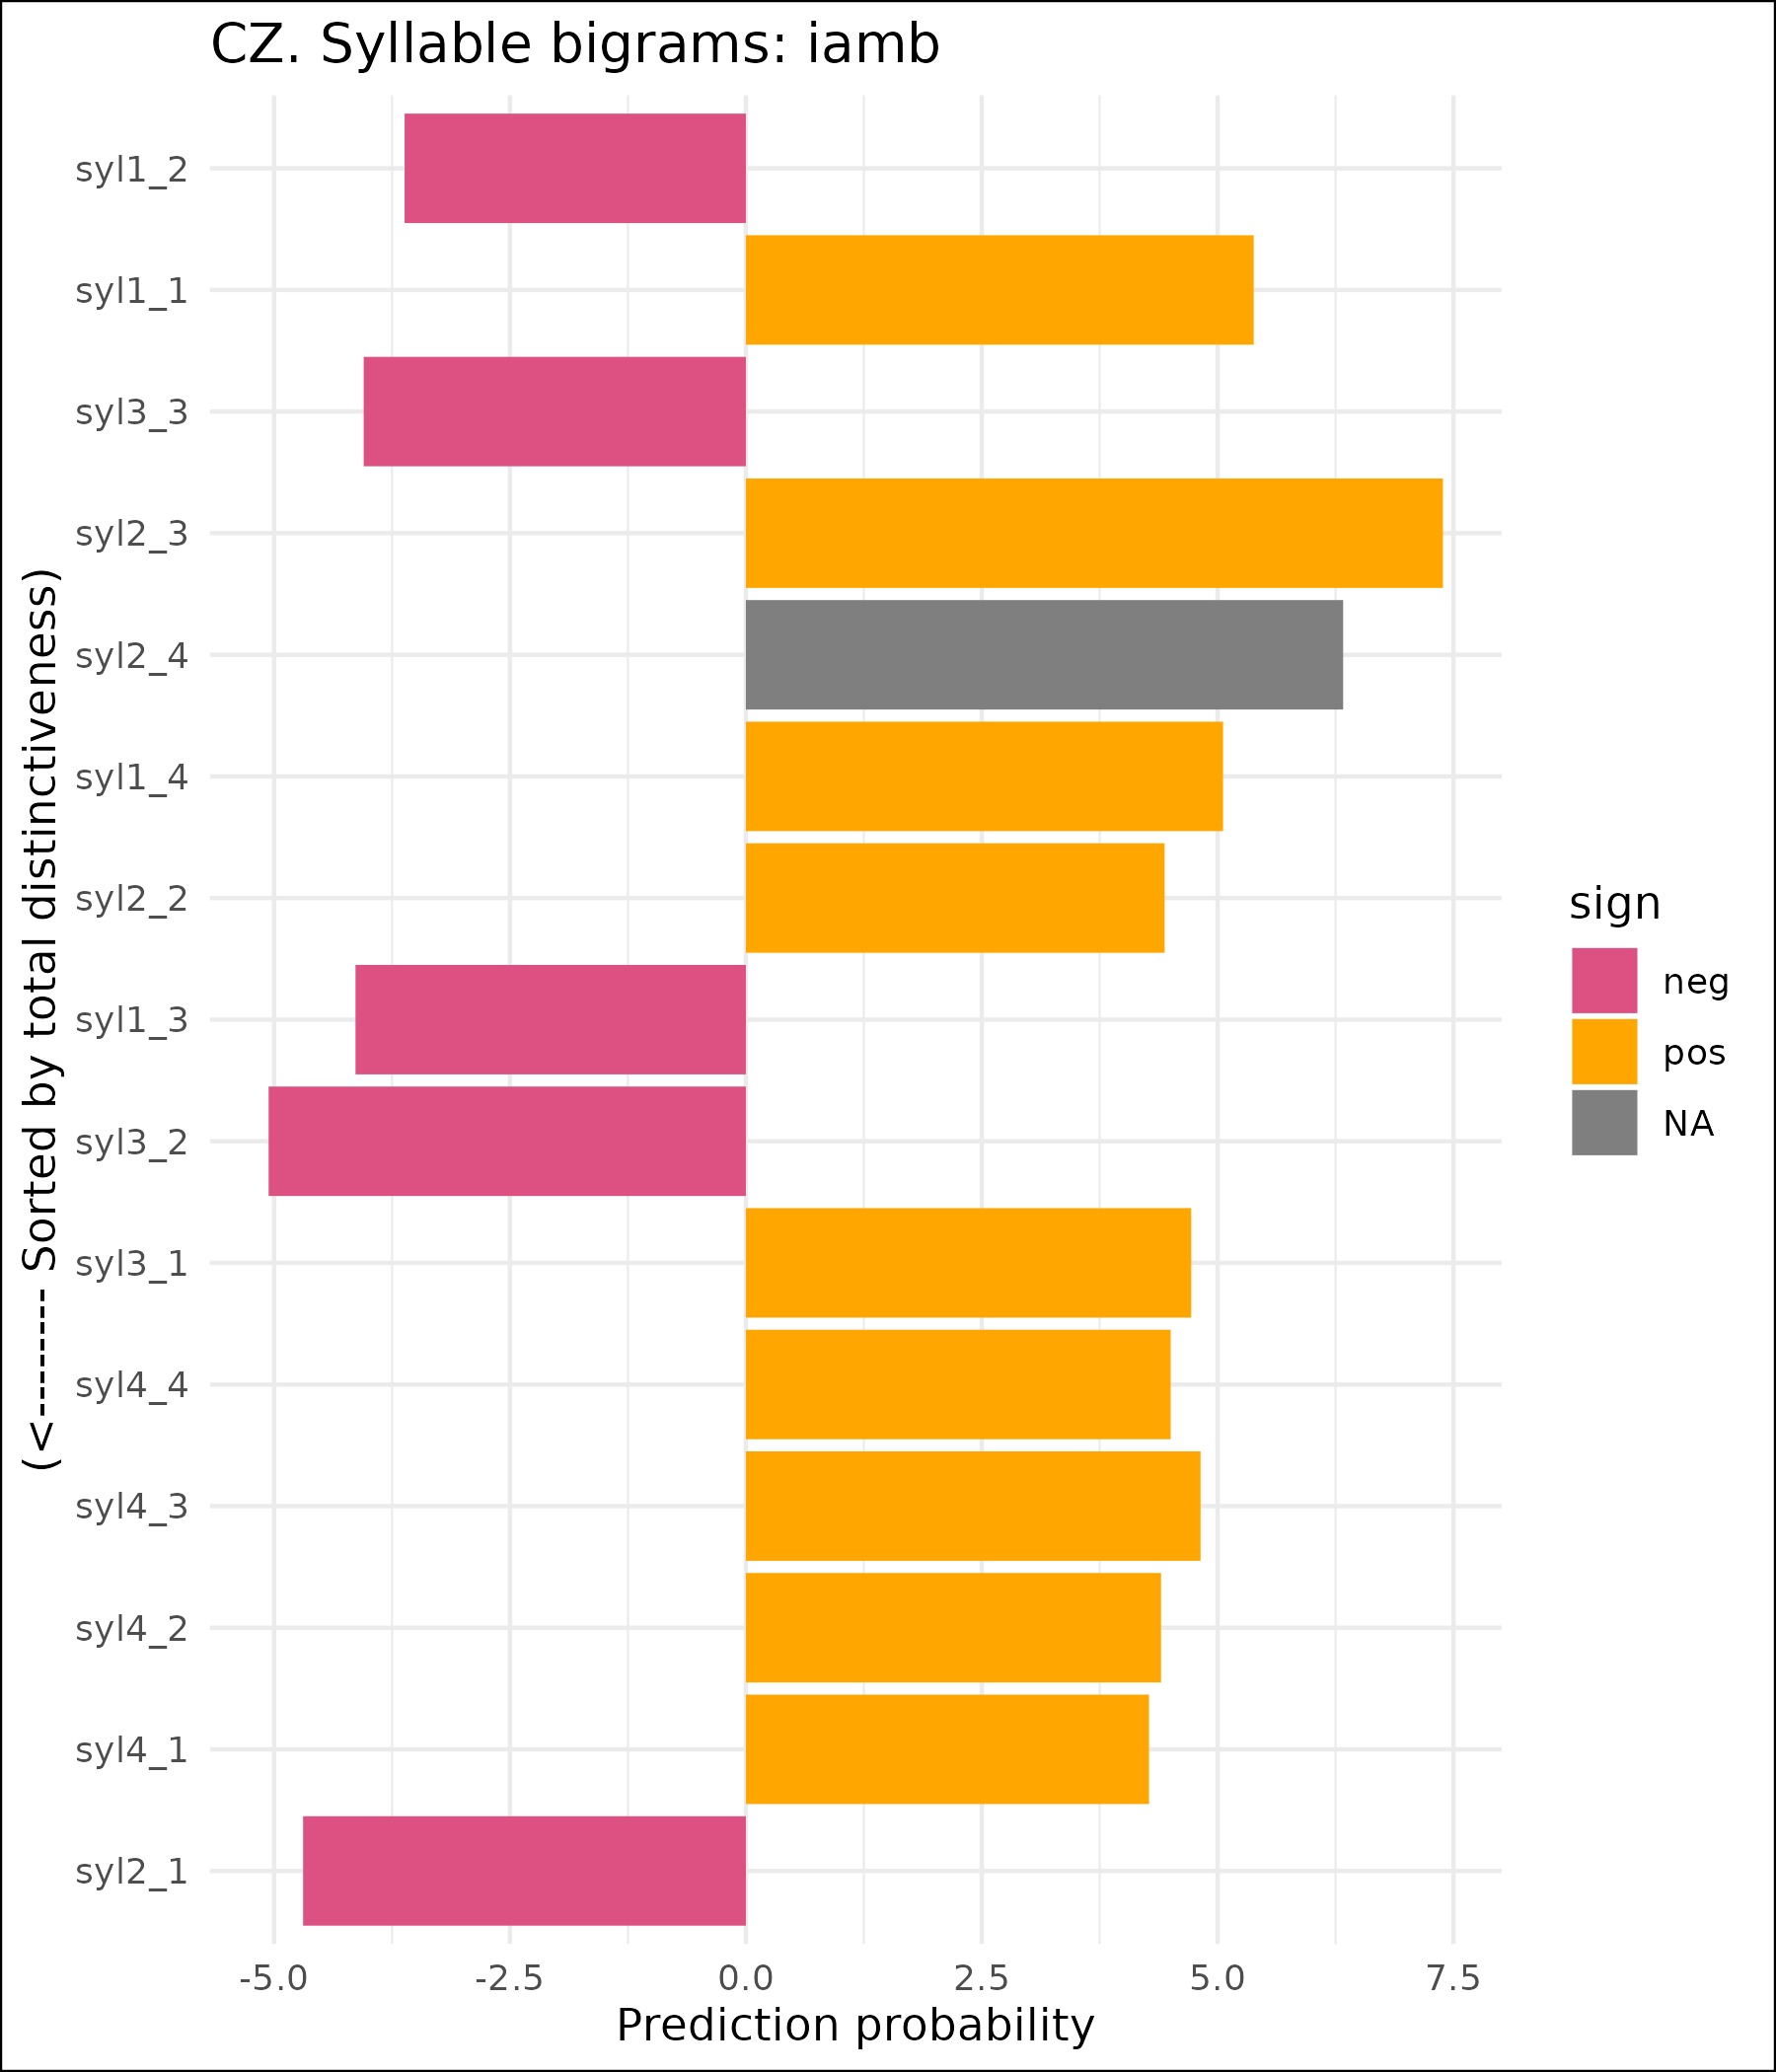 CZ. Syllable bigrams: iamb
(<--------- Sorted by total distinctiveness)
syl1_2
syl1_1
syl3_3
syl2_3
syl2_4
syl1_4
syl2_2
syl1_3
syl3_2
syl3_1
syl4_4
syl4_3
syl4_2
syl4_1
syl2_1
-5.0 -2.5 0.0 2.5 5.0 7.5
Prediction probability
sign
neg
pos
NA